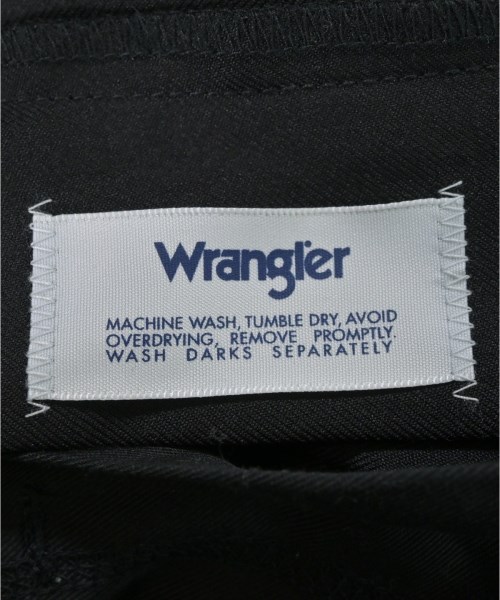 Wrangler
MACHINE WASH, TUMBLE DRY, AVOID
OVERDRYING, REMOVE PROMPTLY.
WASH DARKS SEPARATELY